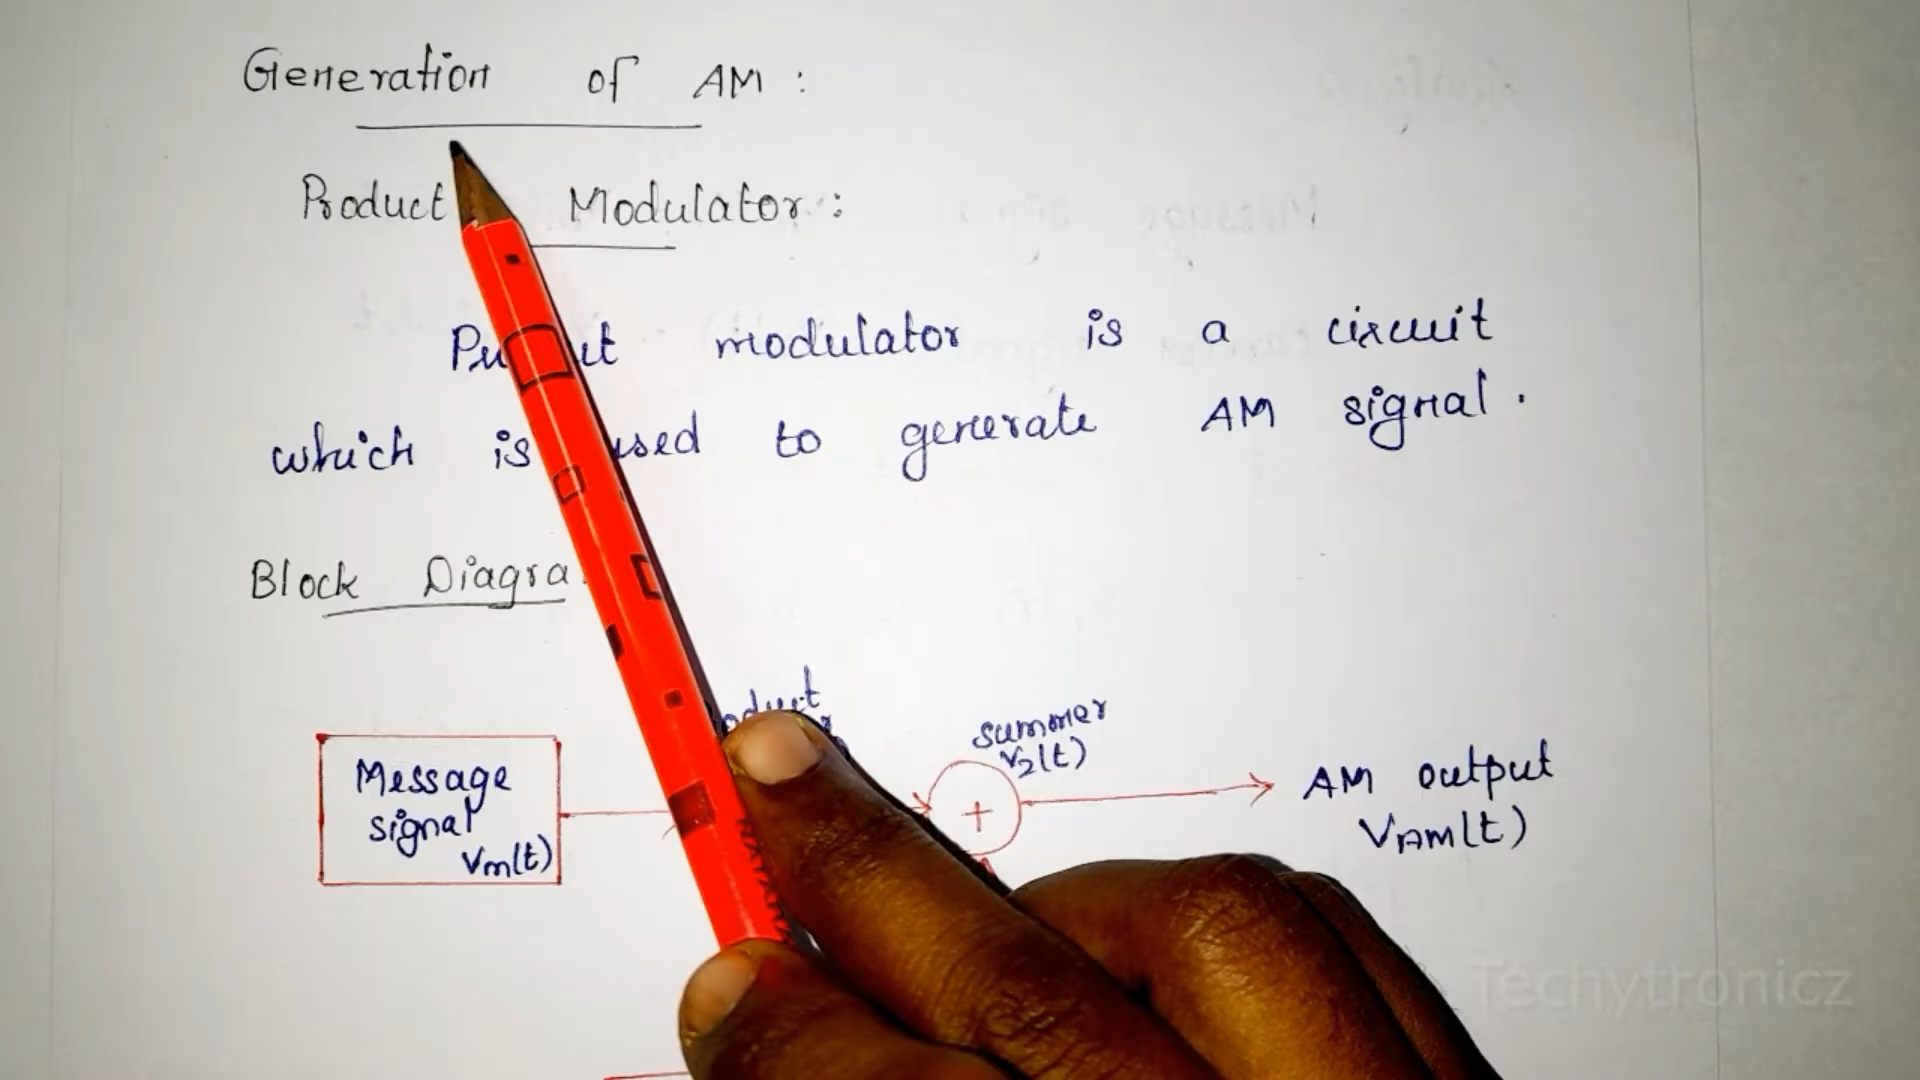 Generation of AM :
Product Modulator :
modulator is a circuit
which is used to generate AM signal .
Block
summer
V2(t)
Message
signal
Vm(t)
+
AM output
VAM(t)
Techytronicz